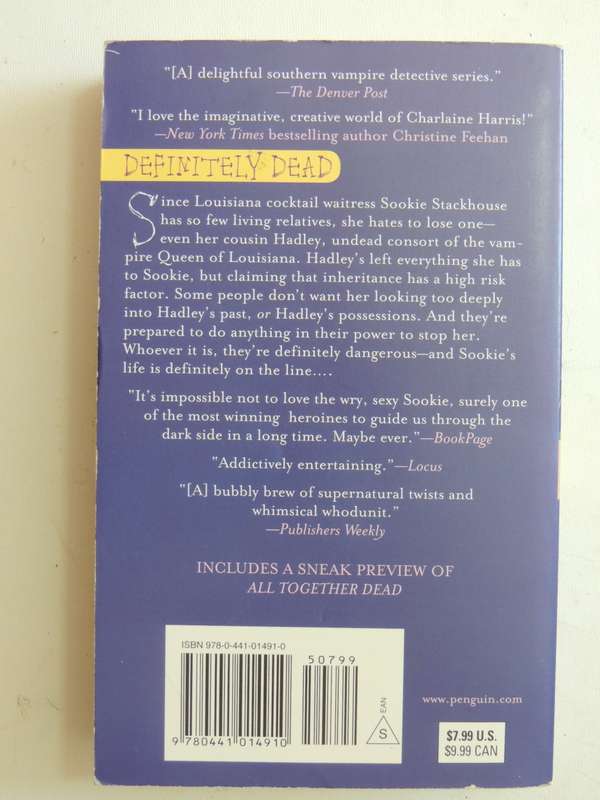 "[A] delightful southern vampire detective series."
—The Denver Post
"I love the imaginative, creative world of Charlaine Harris!"
—New York Times bestselling author Christine Feehan
DEFINITELY DEAD
Since Louisiana cocktail waitress Sookie Stackhouse
has so few living relatives, she hates to lose one—
even her cousin Hadley, undead consort of the vam-
pire Queen of Louisiana. Hadley's left everything she has
to Sookie, but claiming that inheritance has a high risk
factor. Some people don't want her looking too deeply
into Hadley's past, or Hadley's possessions. And they're
prepared to do anything in their power to stop her.
Whoever it is, they're definitely dangerous—and Sookie's
life is definitely on the line....
"It's impossible not to love the wry, sexy Sookie, surely one
of the most winning heroines to guide us through the
dark side in a long time. Maybe ever."—BookPage
"Addictively entertaining."—Locus
"[A] bubbly brew of supernatural twists and
whimsical whodunit."
—Publishers Weekly
INCLUDES A SNEAK PREVIEW OF
ALL TOGETHER DEAD
ISBN 978-0-441-01491-0
50799
9 780441 014910
EAN
S
www.penguin.com
$7.99 U.S.
$9.99 CAN